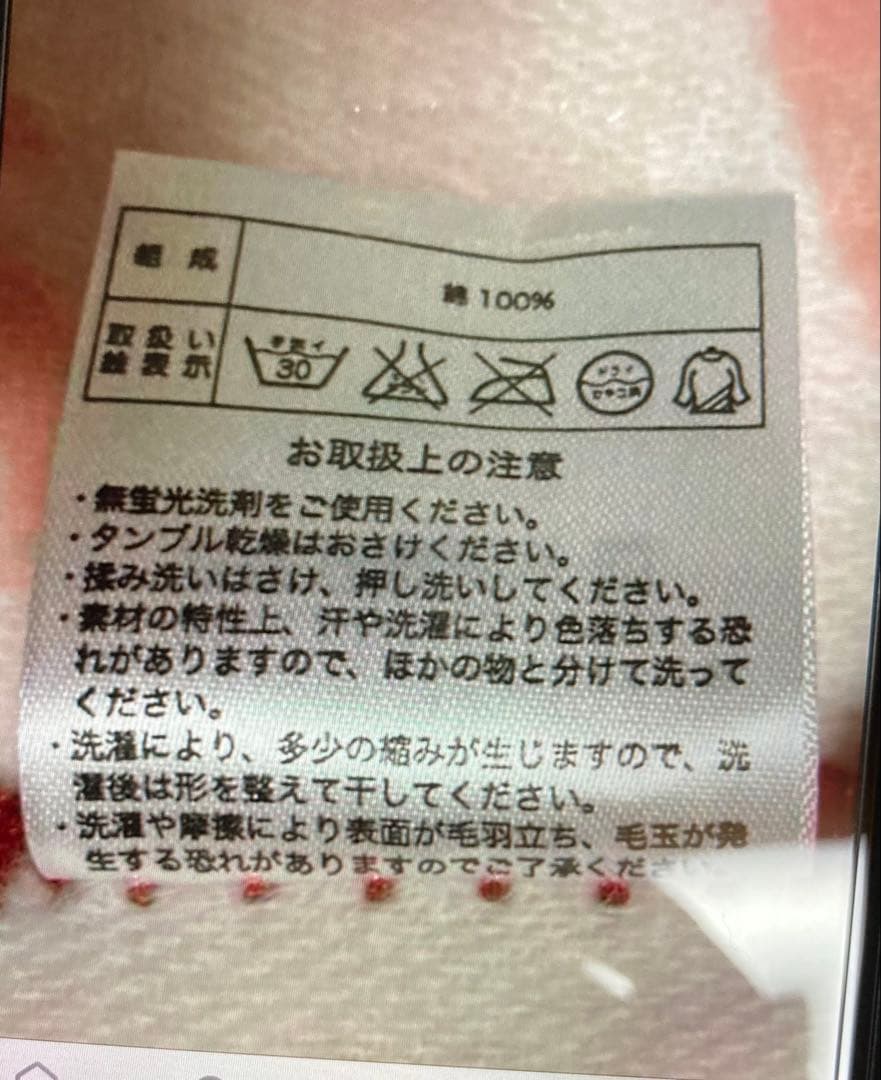 組成
綿 100%
取扱い
絵表示
手洗イ
30
ドライ
セキユ系
お取扱上の注意
・無蛍光洗剤をご使用ください。
・タンブル乾燥はおさけください。
・揉み洗いはさけ、押し洗いしてください。
・素材の特性上、汗や洗濯により色落ちする恐
れがありますので、ほかの物と分けて洗って
ください。
・洗濯により、多少の縮みが生じますので、洗
濯後は形を整えて干してください。
・洗濯や摩擦により表面が毛羽立ち、毛玉が発
生する恐れがありますのでご了承ください